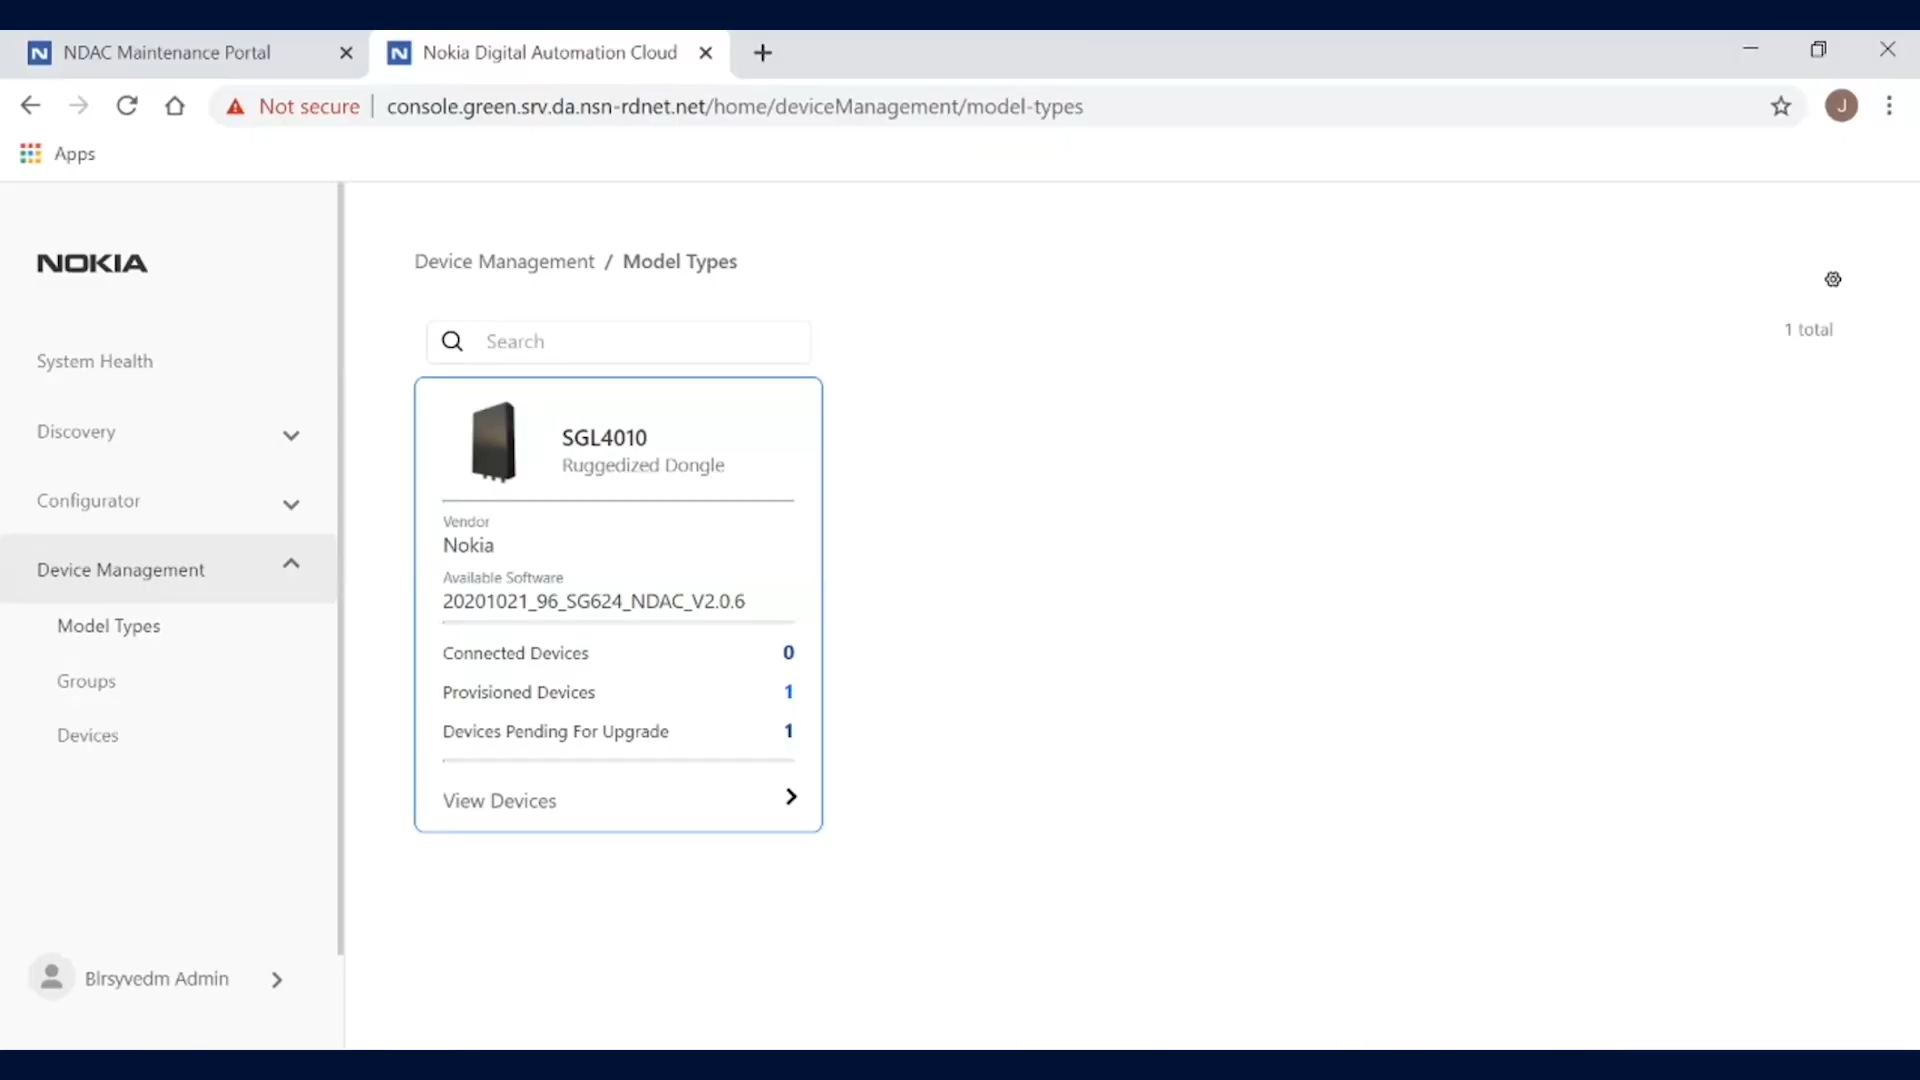 NDAC Maintenance Portal
Nokia Digital Automation Cloud
Not secure
console.green.srv.da.nsn-rdnet.net/home/deviceManagement/model-types
J
Apps
NOKIA
System Health
Discovery
Configurator
Device Management
Model Types
Groups
Devices
Blrsyvedm Admin
Device Management / Model Types
1 total
Search
SGL4010
Ruggedized Dongle
Vendor
Nokia
Available Software
20201021_96_SG624_NDAC_V2.0.6
Connected Devices 0
Provisioned Devices 1
Devices Pending For Upgrade 1
View Devices